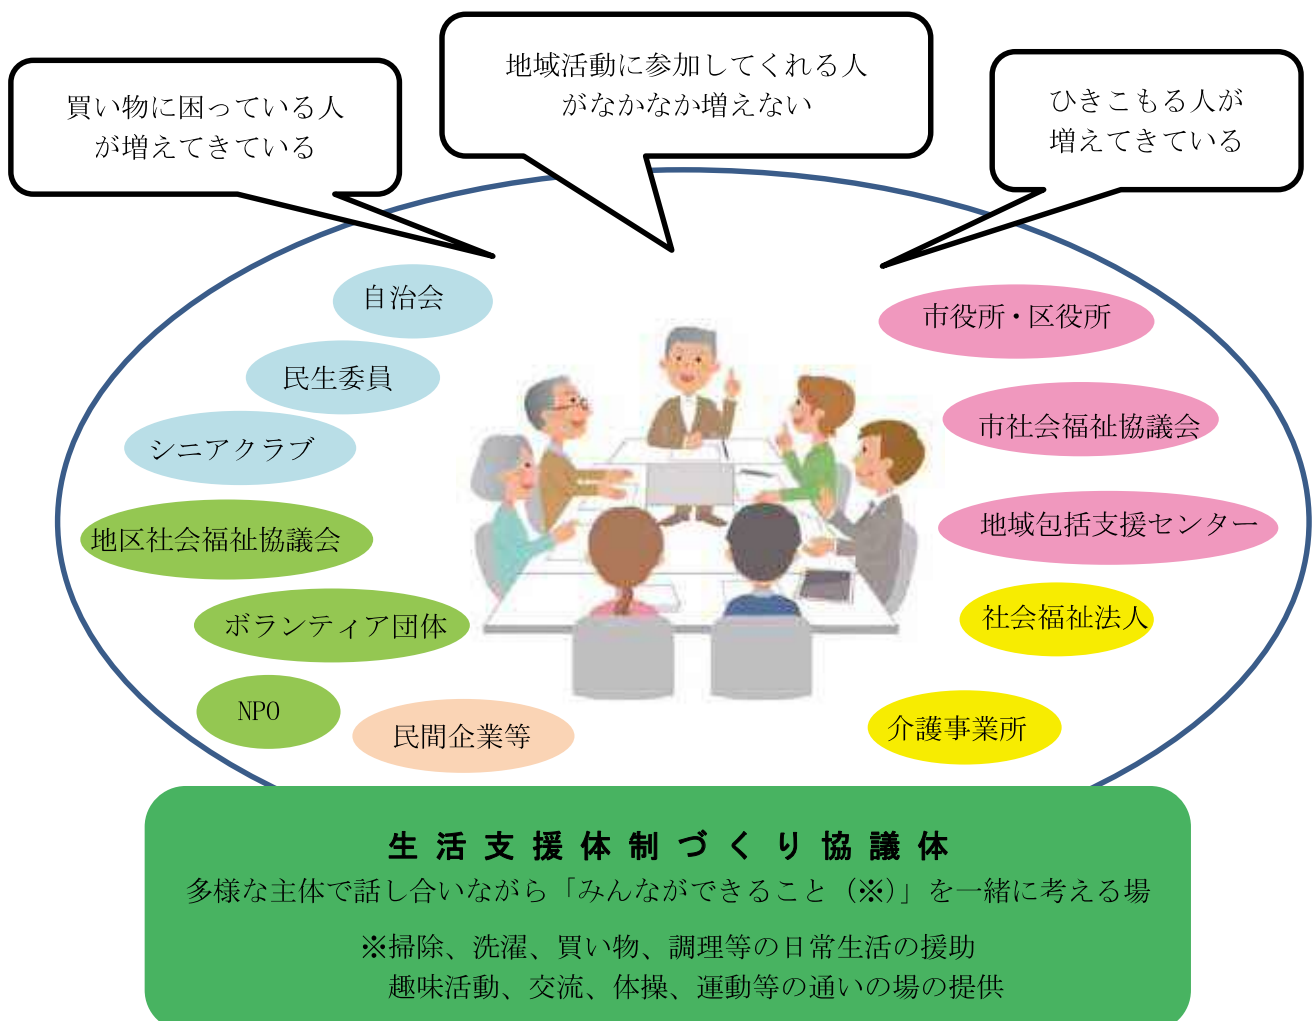 買い物に困っている人
が増えてきている
地域活動に参加してくれる人
がなかなか増えない
ひきこもる人が
増えてきている
自治会
民生委員
シニアクラブ
地区社会福祉協議会
ボランティア団体
NPO
民間企業等
市役所・区役所
市社会福祉協議会
地域包括支援センター
社会福祉法人
介護事業所
生活支援体制づくり協議体
多様な主体で話し合いながら「みんなができること（※）」を一緒に考える場
※掃除、洗濯、買い物、調理等の日常生活の援助
趣味活動、交流、体操、運動等の通いの場の提供